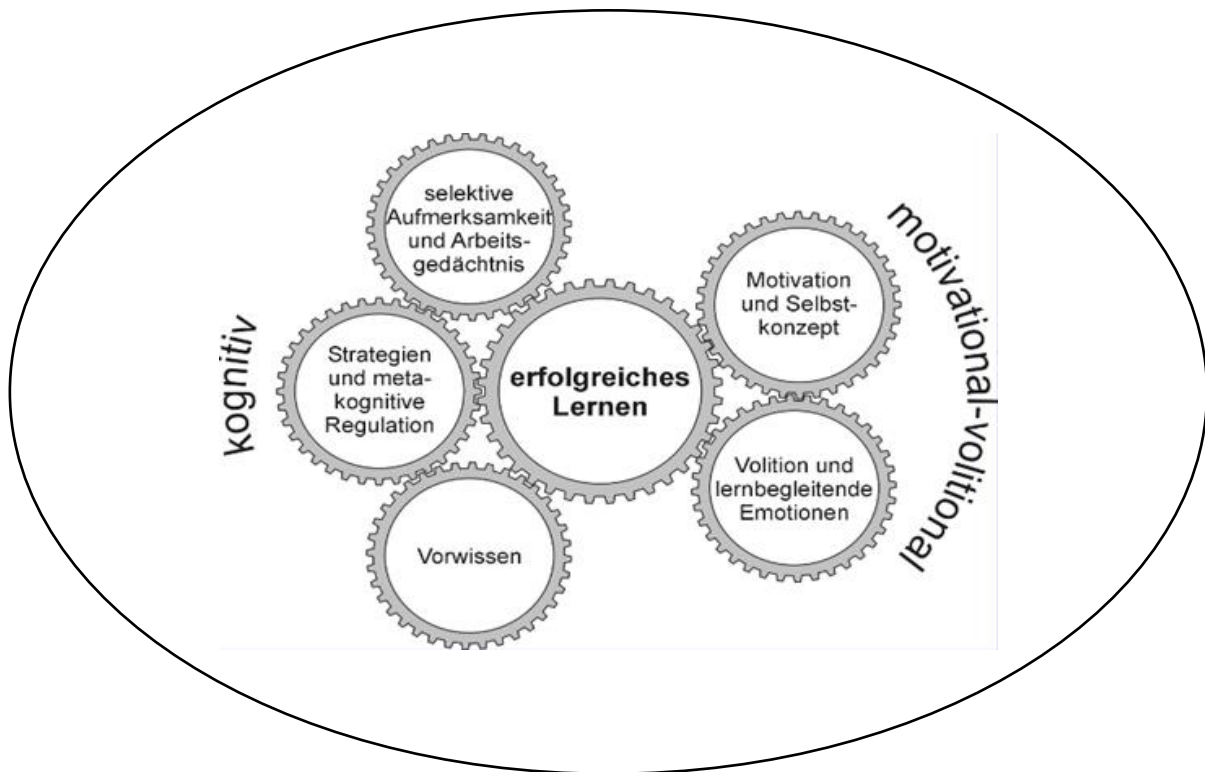 kognitiv
selektive
Aufmerksamkeit
und Arbeits-
gedächtnis
Strategien
und meta-
kognitive
Regulation
Vorwissen
erfolgreiches
Lernen
Motivation
und Selbst-
konzept
Volition und
lernbegleitende
Emotionen
motivational-volitional